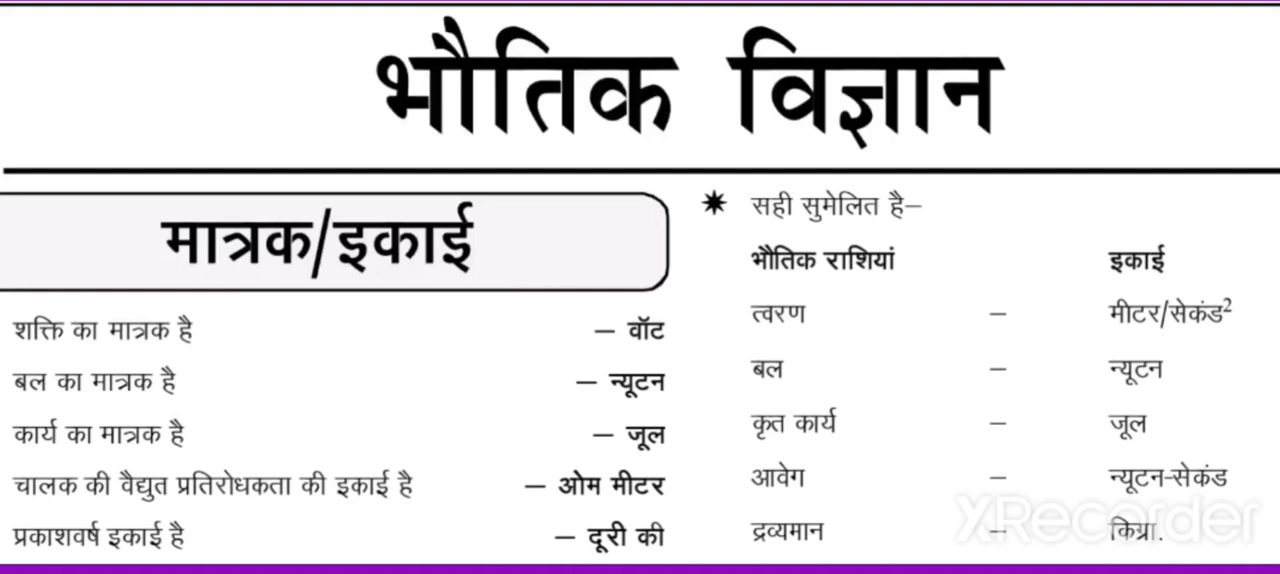 भौतिक विज्ञान
मात्रक/इकाई
शक्ति का मात्रक है – वॉट
बल का मात्रक है – न्यूटन
कार्य का मात्रक है – जूल
चालक की वैद्युत प्रतिरोधकता की इकाई है – ओम मीटर
प्रकाशवर्ष इकाई है – दूरी की
✷ सही सुमेलित है–
भौतिक राशियां इकाई
त्वरण – मीटर/सेकंड²
बल – न्यूटन
कृत कार्य – जूल
आवेग – न्यूटन-सेकंड
द्रव्यमान – किग्रा.
XRecorder